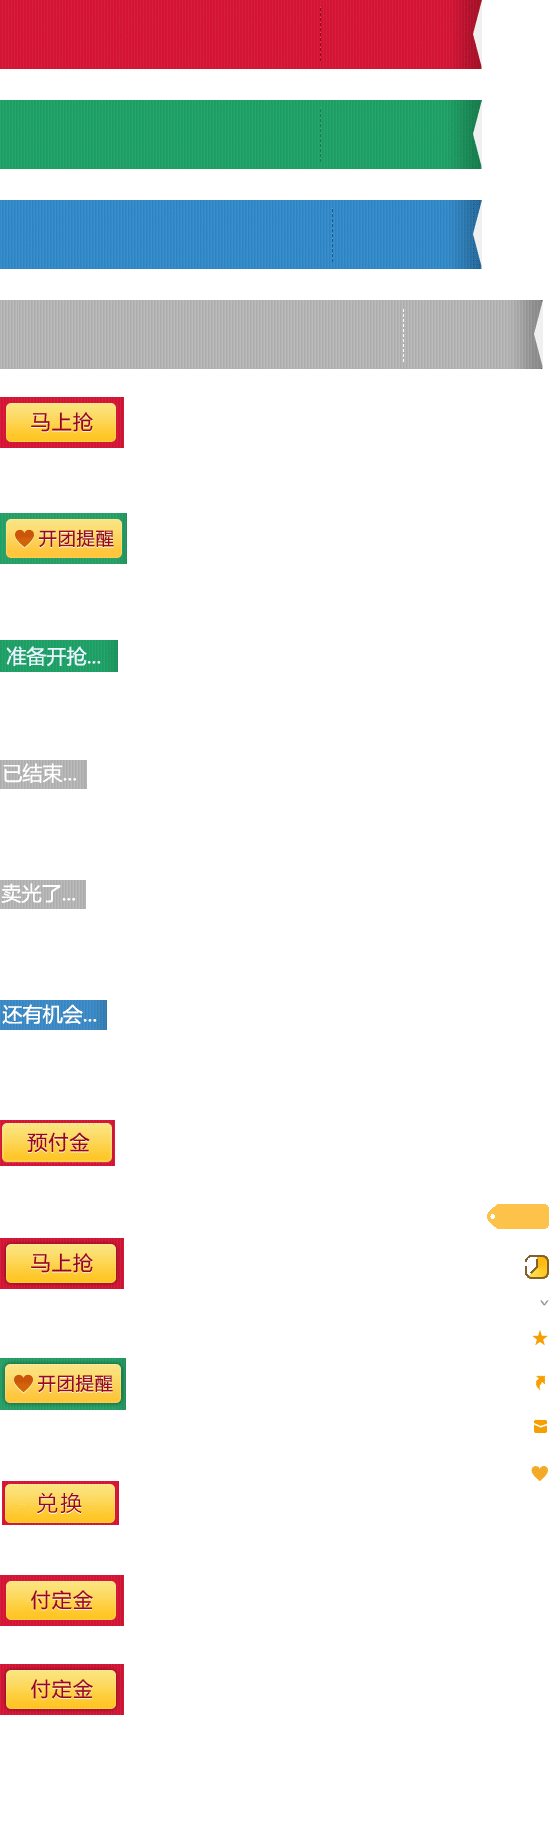 马上抢
开团提醒
准备开抢...
已结束...
卖光了...
还有机会...
预付金
马上抢
开团提醒
兑换
付定金
付定金